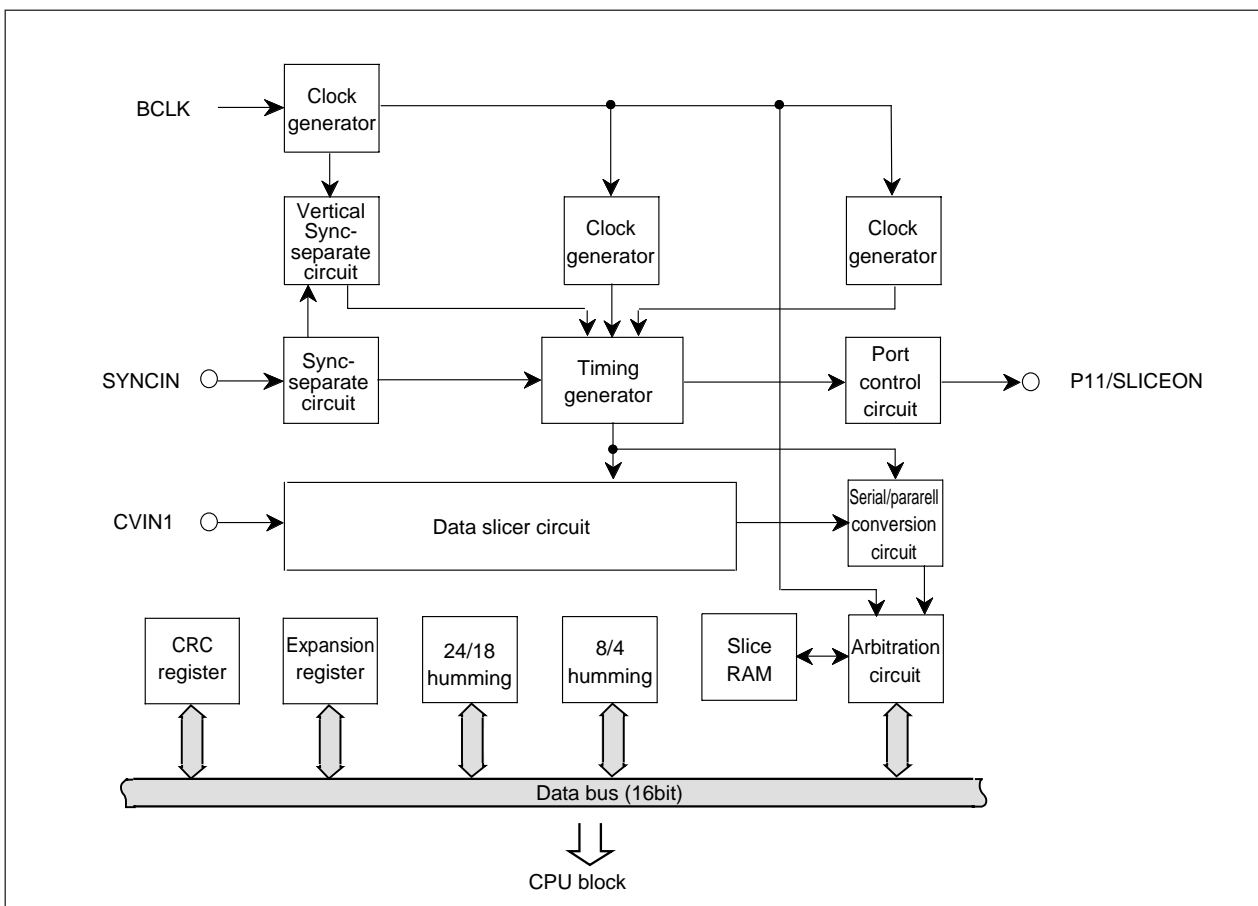 BCLK
Clock
generator
Vertical
Sync-
separate
circuit
Clock
generator
Clock
generator
SYNCIN
Sync-
separate
circuit
Timing
generator
Port
control
circuit
P11/SLICEON
CVIN1
Data slicer circuit
Serial/pararell
conversion
circuit
CRC
register
Expansion
register
24/18
humming
8/4
humming
Slice
RAM
Arbitration
circuit
Data bus (16bit)
CPU block